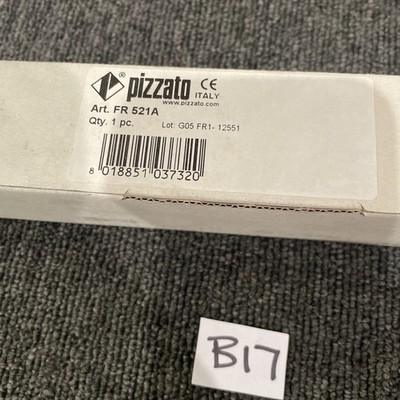 ® pizzato CE
ITALY
www.pizzato.com
Art. FR 521A
Qty. 1 pc. Lot: G05 FR1- 12551
8 018851 037320
B17